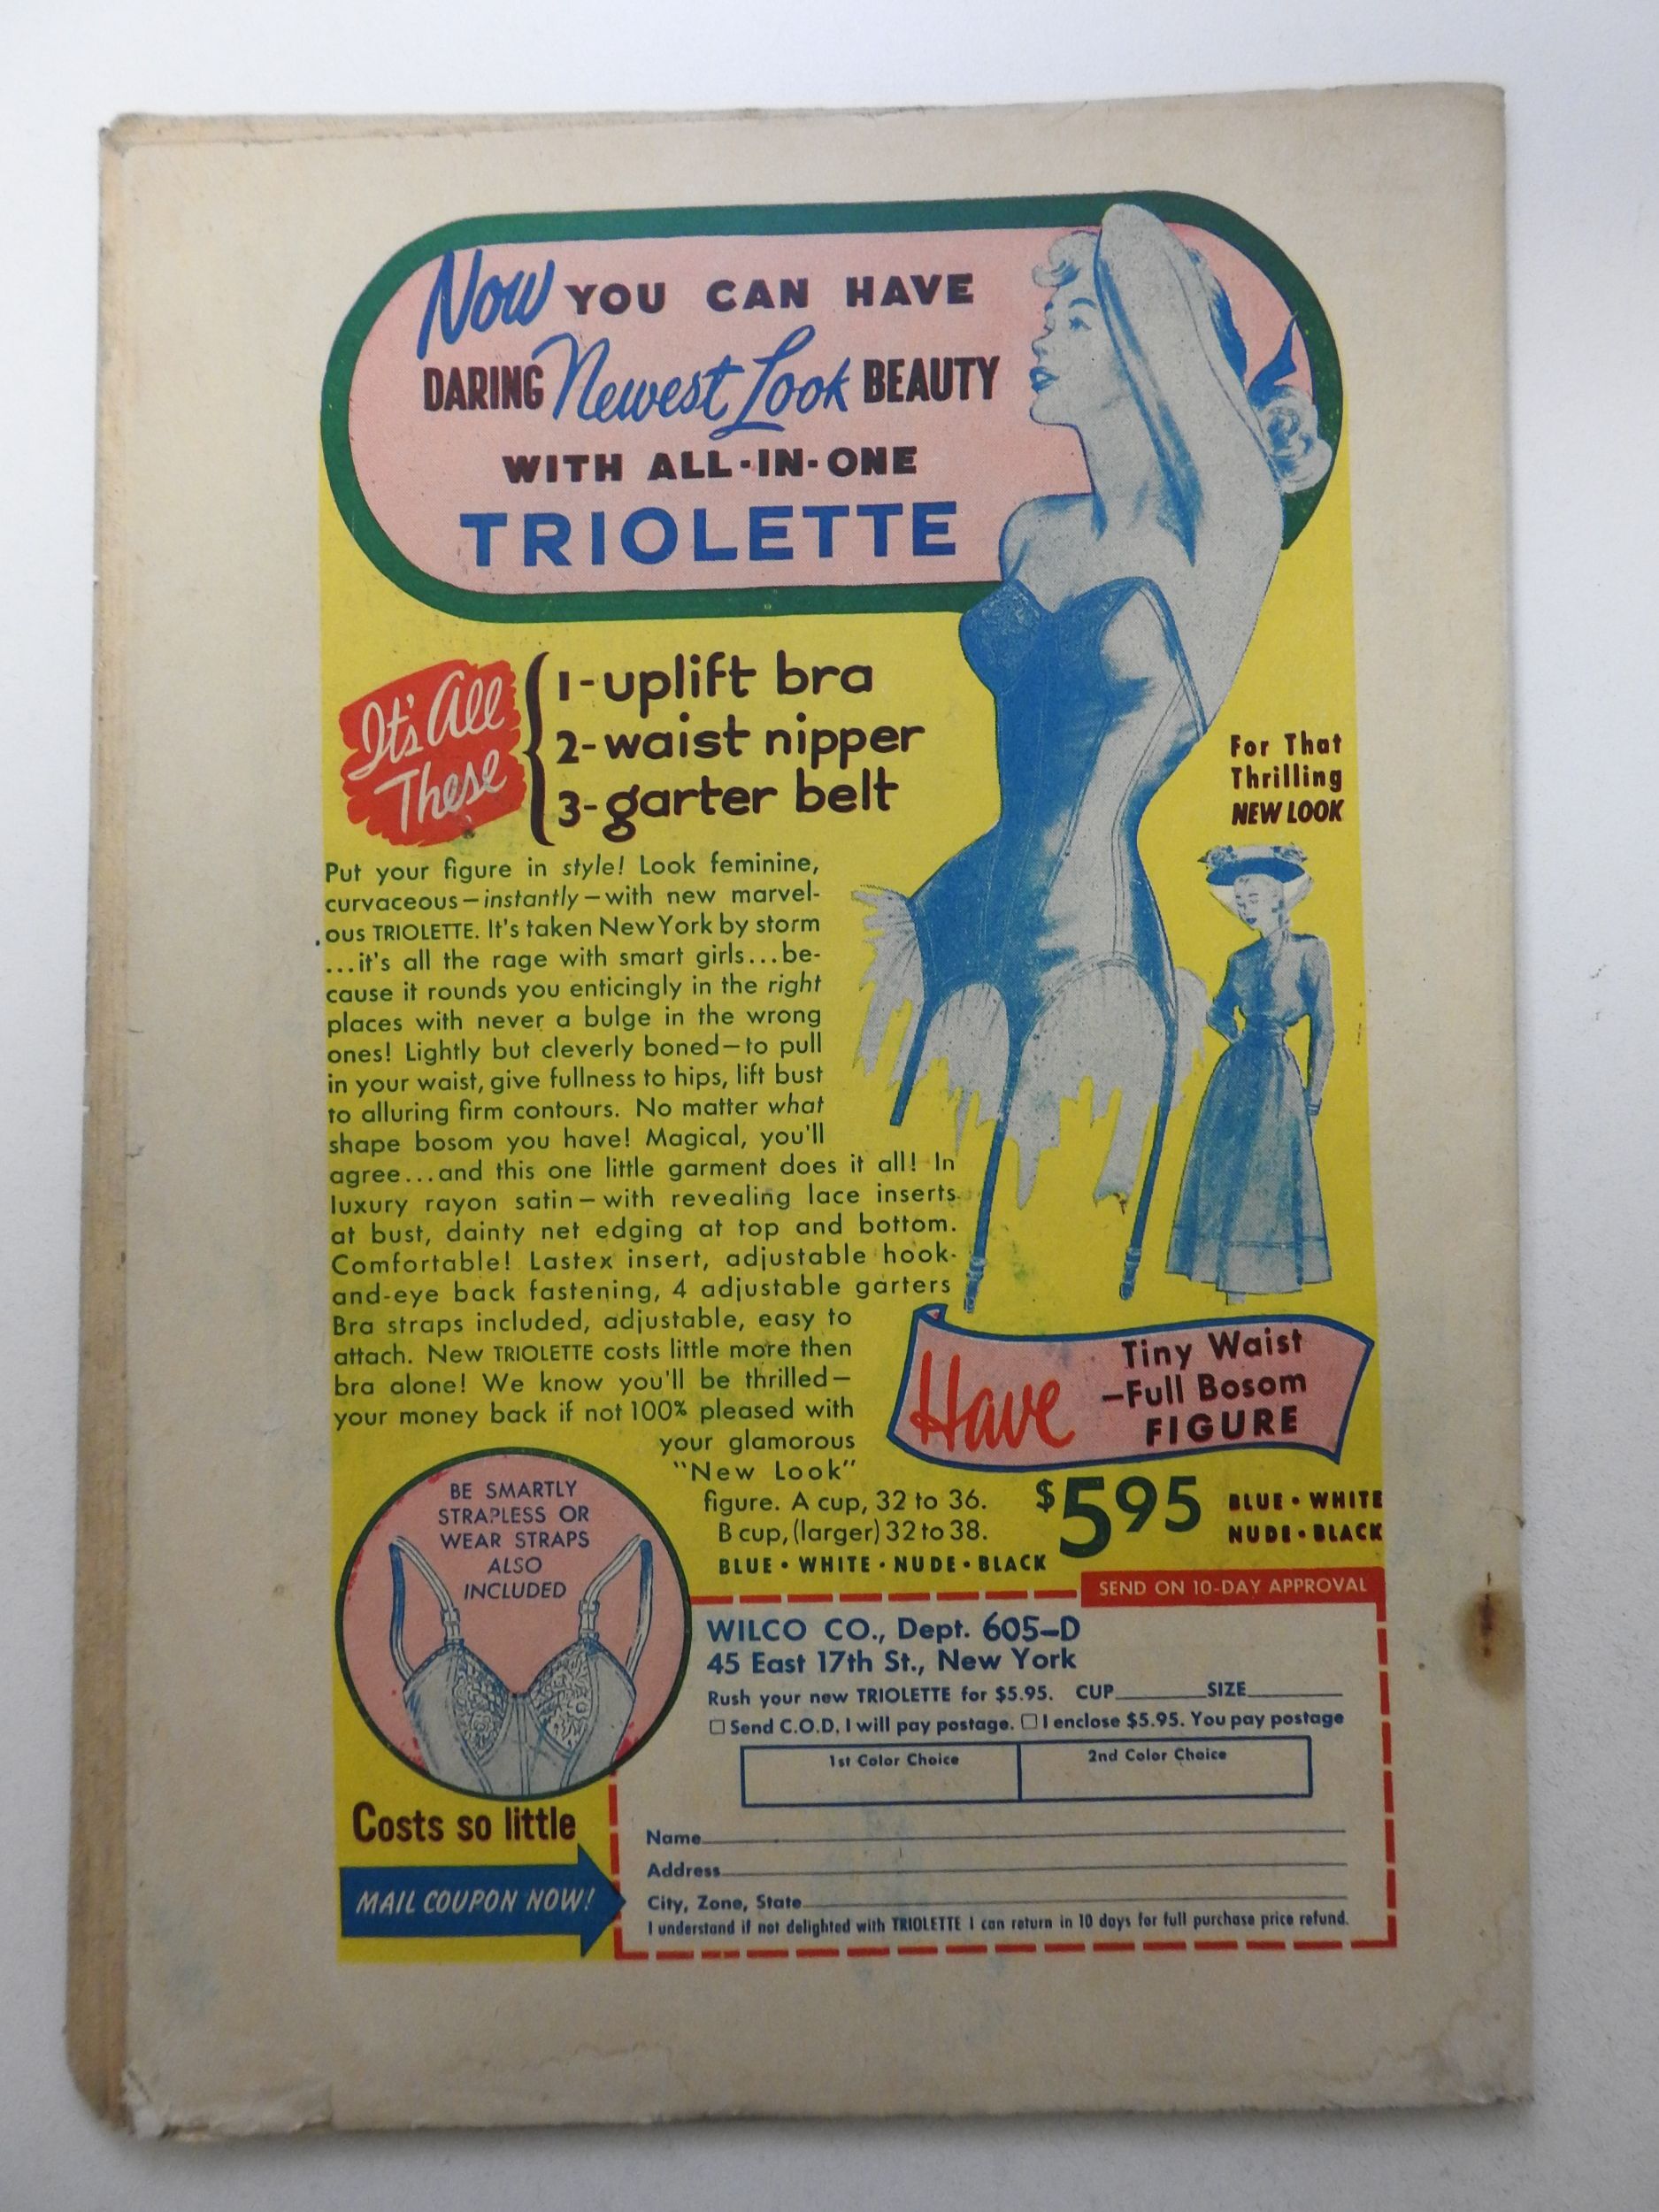 Now YOU CAN HAVE
DARING Newest Look BEAUTY
WITH ALL-IN-ONE
TRIOLETTE
It's All
These
1-uplift bra
2-waist nipper
3-garter belt
For That
Thrilling
NEW LOOK
Put your figure in style! Look feminine,
curvaceous—instantly—with new marvel-
ous TRIOLETTE. It's taken New York by storm
...it's all the rage with smart girls...be-
cause it rounds you enticingly in the right
places with never a bulge in the wrong
ones! Lightly but cleverly boned—to pull
in your waist, give fullness to hips, lift bust
to alluring firm contours. No matter what
shape bosom you have! Magical, you'll
agree...and this one little garment does it all! In
luxury rayon satin—with revealing lace inserts
at bust, dainty net edging at top and bottom.
Comfortable! Lastex insert, adjustable hook-
and-eye back fastening, 4 adjustable garters
Bra straps included, adjustable, easy to
attach. New TRIOLETTE costs little more then
bra alone! We know you'll be thrilled—
your money back if not 100% pleased with
your glamorous
"New Look"
figure. A cup, 32 to 36.
B cup, (larger) 32 to 38.
BLUE • WHITE • NUDE • BLACK
Have
Tiny Waist
—Full Bosom
FIGURE
$5.95
BLUE • WHITE
NUDE • BLACK
BE SMARTLY
STRAPLESS OR
WEAR STRAPS
ALSO
INCLUDED
Costs so little
MAIL COUPON NOW!
SEND ON 10-DAY APPROVAL
WILCO CO., Dept. 605—D
45 East 17th St., New York
Rush your new TRIOLETTE for $5.95. CUP SIZE
Send C.O.D. I will pay postage. I enclose $5.95. You pay postage
1st Color Choice 2nd Color Choice
Name
Address
City, Zone, State
I understand if not delighted with TRIOLETTE I can return in 10 days for full purchase price refund.